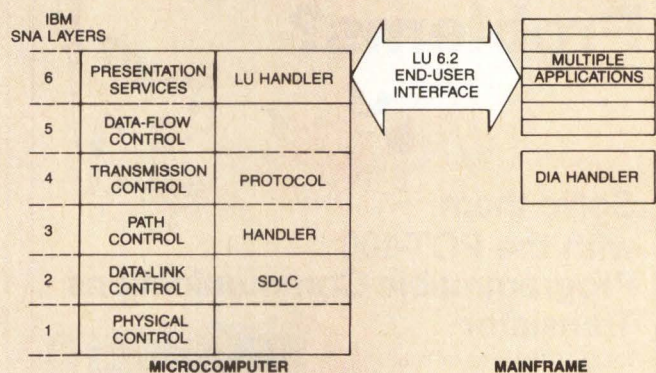 IBM
SNA LAYERS
6
PRESENTATION
SERVICES
LU HANDLER
5
DATA-FLOW
CONTROL
4
TRANSMISSION
CONTROL
PROTOCOL
3
PATH
CONTROL
HANDLER
2
DATA-LINK
CONTROL
SDLC
1
PHYSICAL
CONTROL
MICROCOMPUTER
LU 6.2
END-USER
INTERFACE
MULTIPLE
APPLICATIONS
DIA HANDLER
MAINFRAME